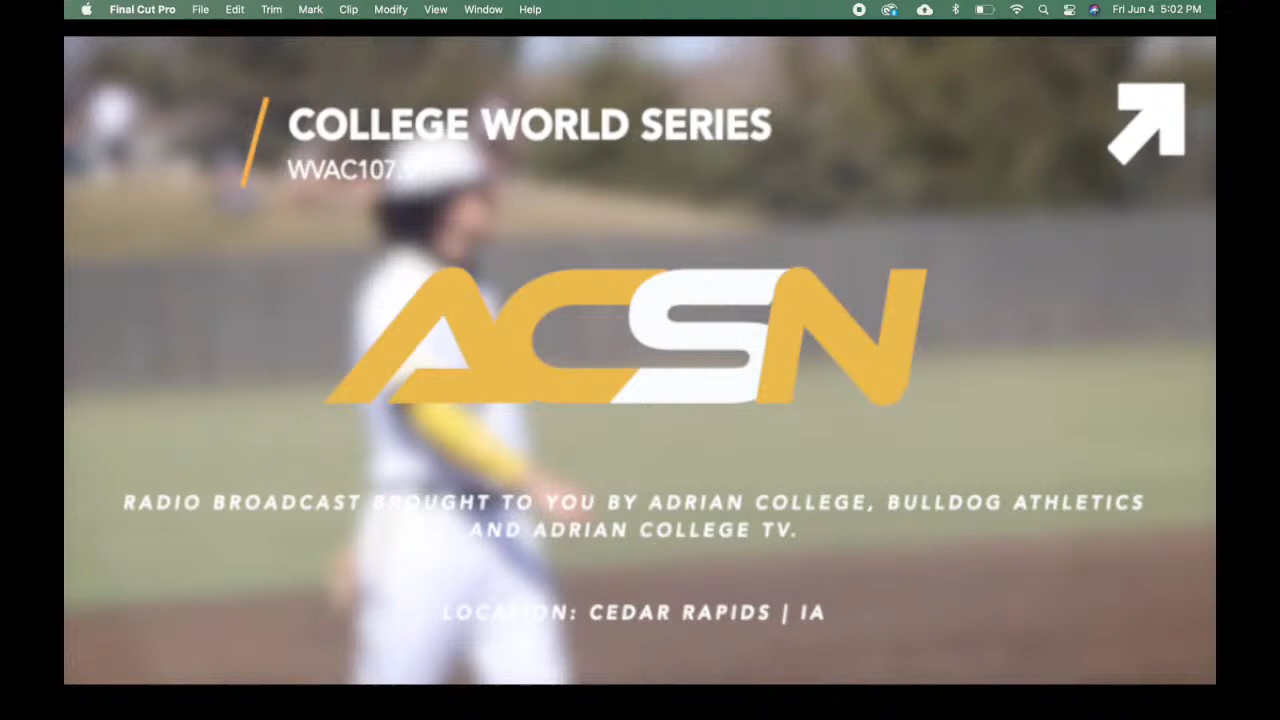 Final Cut Pro File Edit Trim Mark Clip Modify View Window Help Fri Jun 4 5:02 PM
COLLEGE WORLD SERIES
ACSN
RADIO BROADCAST BROUGHT TO YOU BY ADRIAN COLLEGE, BULLDOG ATHLETICS
AND ADRIAN COLLEGE TV.
LOCATION: CEDAR RAPIDS | IA